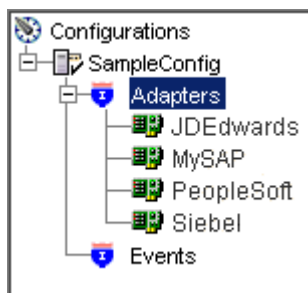 Configurations
SampleConfig
Adapters
JDEdwards
MySAP
PeopleSoft
Siebel
Events